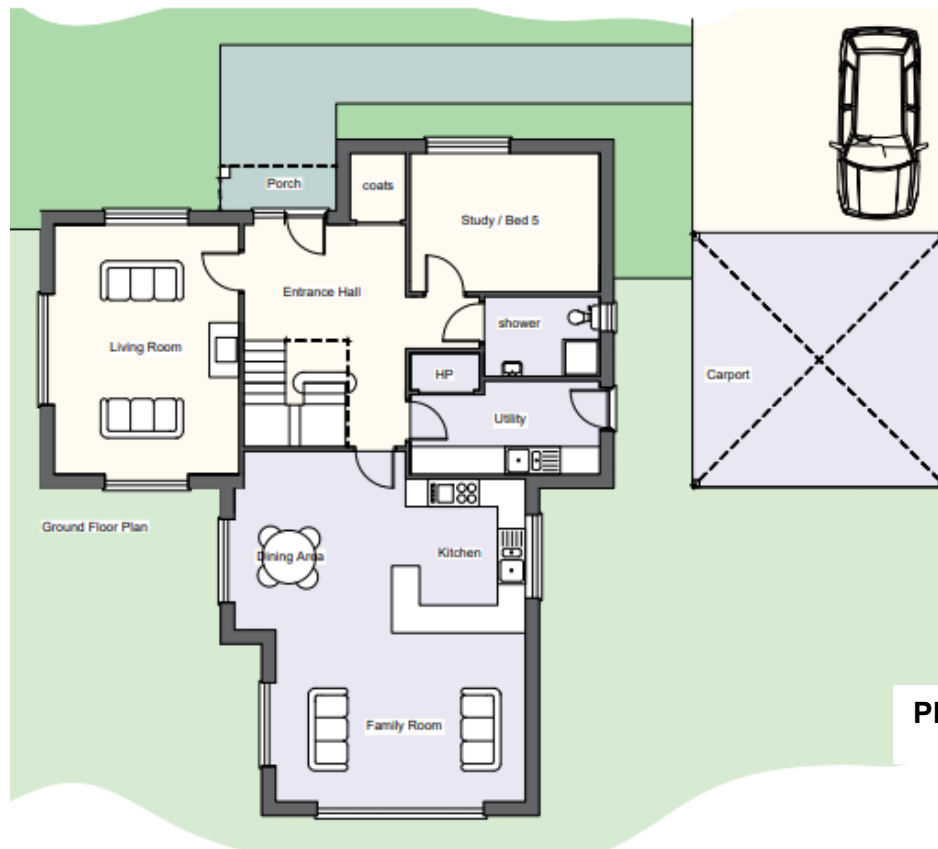 Porch
coats
Study / Bed 5
Entrance Hall
shower
Living Room
HP
Carport
Utility
Ground Floor Plan
Dining Area
Kitchen
Family Room
Pl